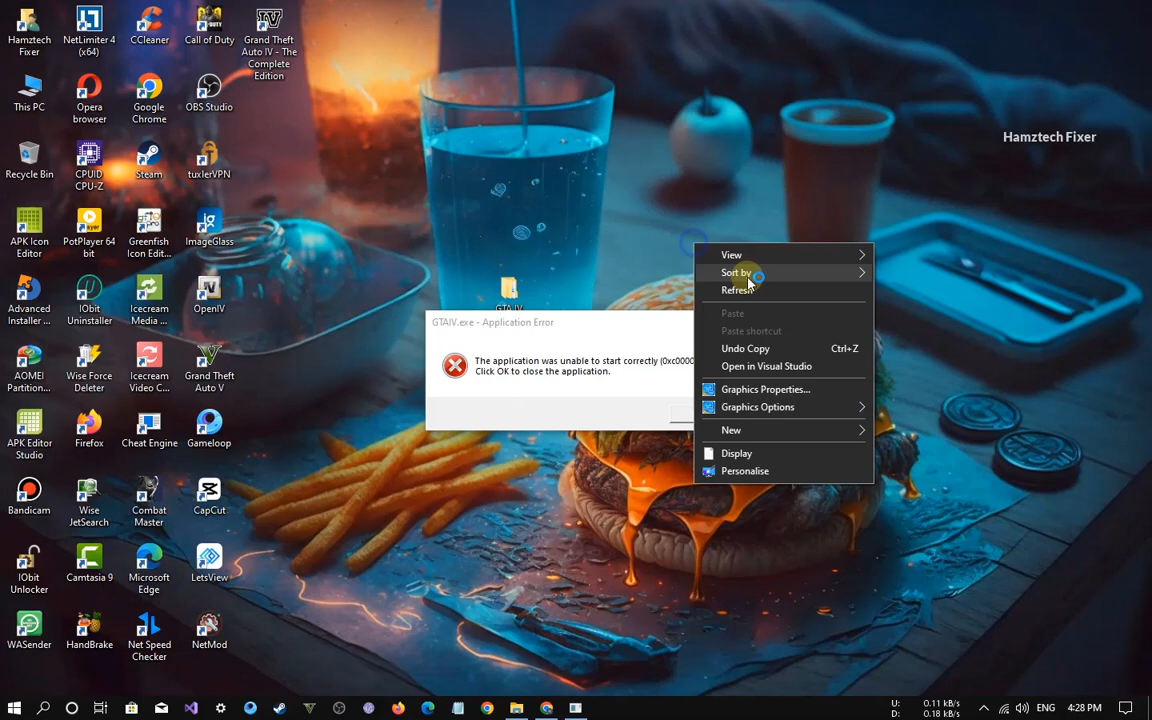 Hamztech
Fixer
NetLimiter 4
(x64)
CCleaner
Call of Duty
Grand Theft
Auto IV - The
Complete
Edition
This PC
Opera
browser
Google
Chrome
OBS Studio
Hamztech Fixer
Recycle Bin
CPUID
CPU-Z
Steam
tuxlerVPN
APK Icon
Editor
PotPlayer 64
bit
Greenfish
Icon Edit...
ImageGlass
Advanced
Installer ...
IObit
Uninstaller
Icecream
Media ...
OpenIV
GTA IV
AOMEI
Partition...
Wise Force
Deleter
Icecream
Video C...
Grand Theft
Auto V
APK Editor
Studio
Firefox
Cheat Engine
Gameloop
Bandicam
Wise
JetSearch
Combat
Master
CapCut
IObit
Unlocker
Camtasia 9
Microsoft
Edge
LetsView
WASender
HandBrake
Net Speed
Checker
NetMod
GTAIV.exe - Application Error
The application was unable to start correctly (0xc0000
Click OK to close the application.
View
Sort by
Refresh
Paste
Paste shortcut
Undo Copy Ctrl+Z
Open in Visual Studio
Graphics Properties...
Graphics Options
New
Display
Personalise
U: 0.11 kB/s
D: 0.18 kB/s
ENG
4:28 PM